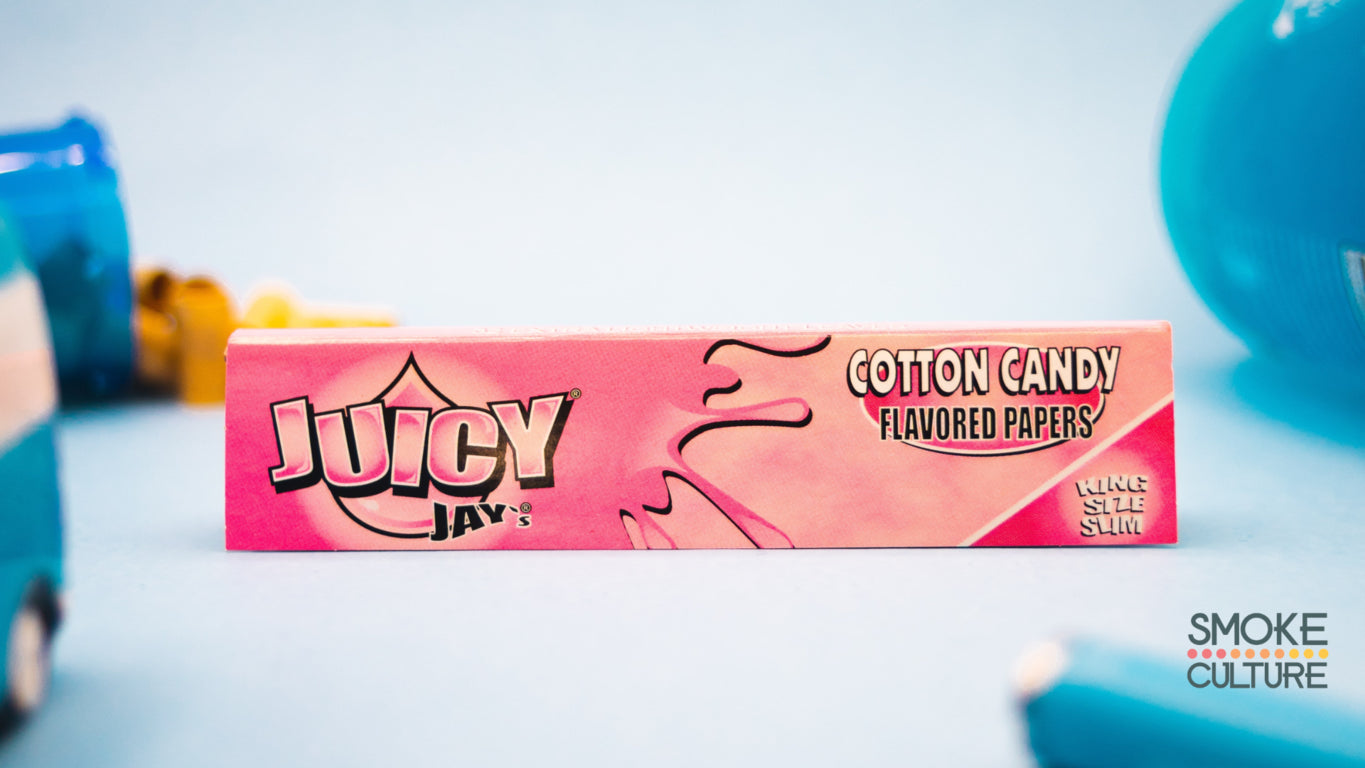 JUICY®
JAY's®
COTTON CANDY
FLAVORED PAPERS
KING
SIZE
SLIM
SMOKE
CULTURE